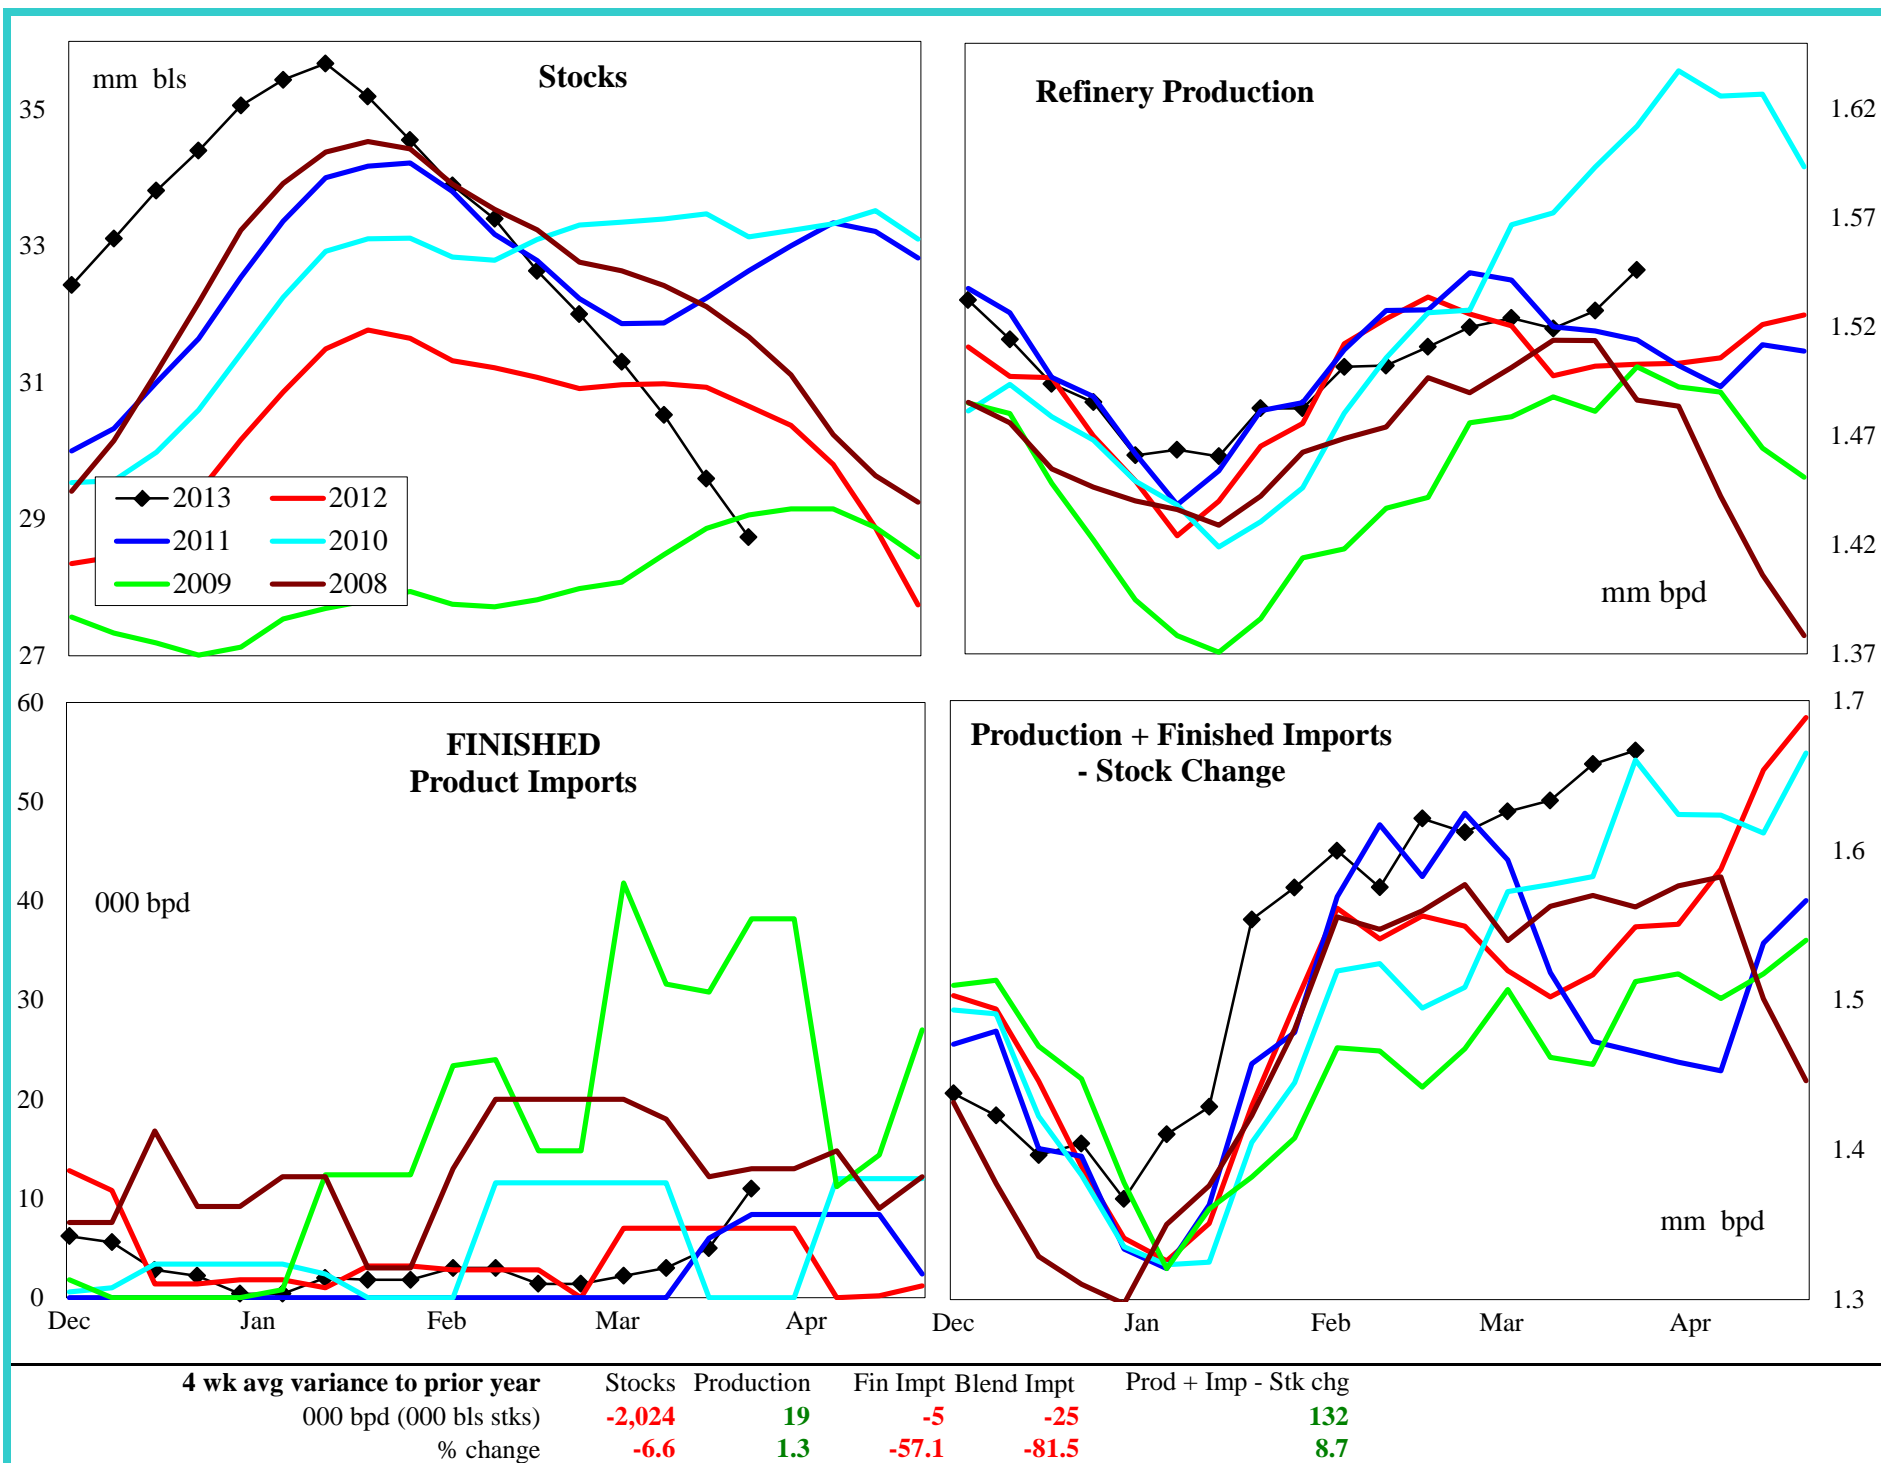 mm bls
Stocks
35
33
31
29
27
2013
2012
2011
2010
2009
2008
Refinery Production
1.62
1.57
1.52
1.47
1.42
1.37
mm bpd
60
50
40
30
20
10
0
FINISHED
Product Imports
000 bpd
Dec Jan Feb Mar Apr
Production + Finished Imports
- Stock Change
1.7
1.6
1.5
1.4
1.3
mm bpd
Dec Jan Feb Mar Apr
4 wk avg variance to prior year Stocks Production Fin Impt Blend Impt Prod + Imp - Stk chg
000 bpd (000 bls stks) -2,024 19 -5 -25 132
% change -6.6 1.3 -57.1 -81.5 8.7